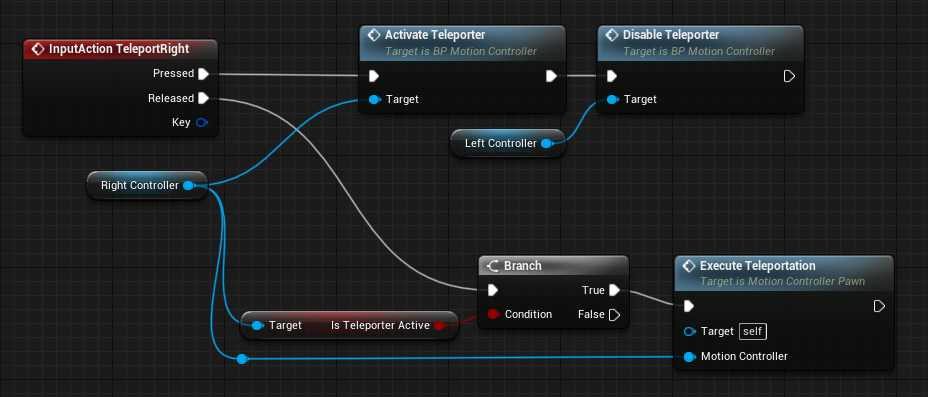 InputAction TeleportRight
Pressed
Released
Key
Activate Teleporter
Target is BP Motion Controller
Target
Disable Teleporter
Target is BP Motion Controller
Target
Left Controller
Right Controller
Target Is Teleporter Active
Branch
True
Condition False
Execute Teleportation
Target is Motion Controller Pawn
Target self
Motion Controller